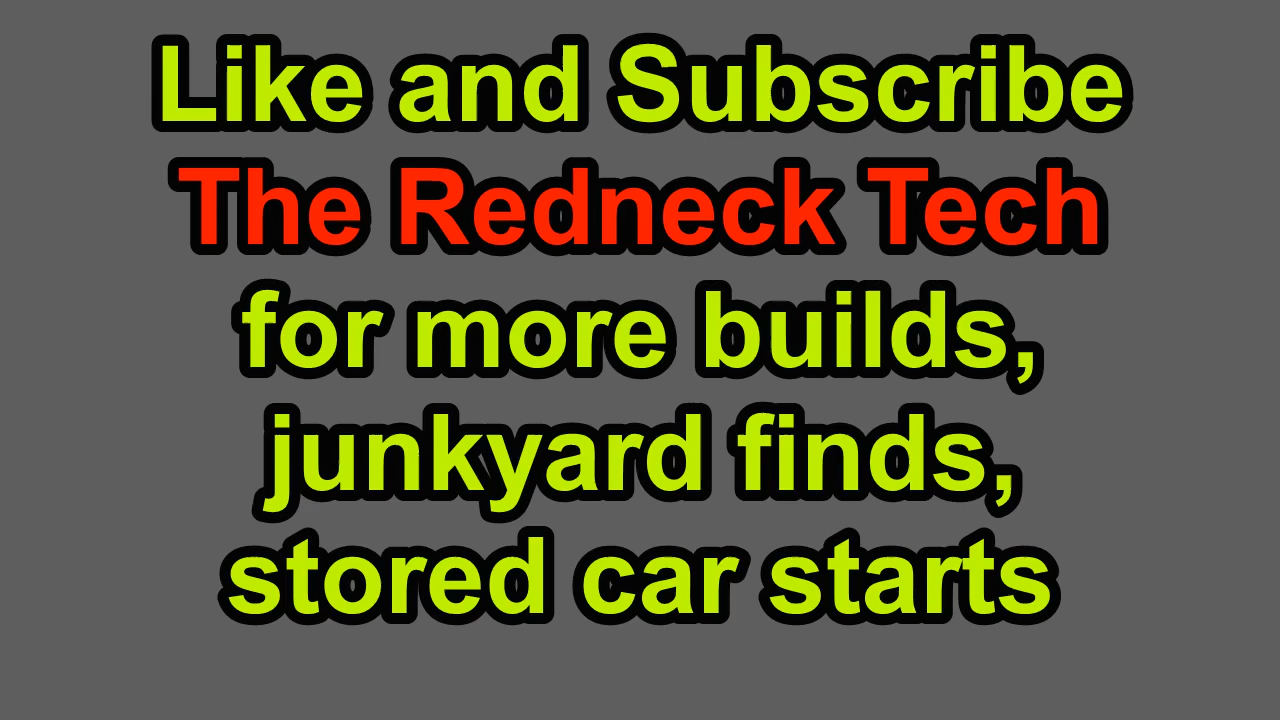 Like and Subscribe
The Redneck Tech
for more builds,
junkyard finds,
stored car starts